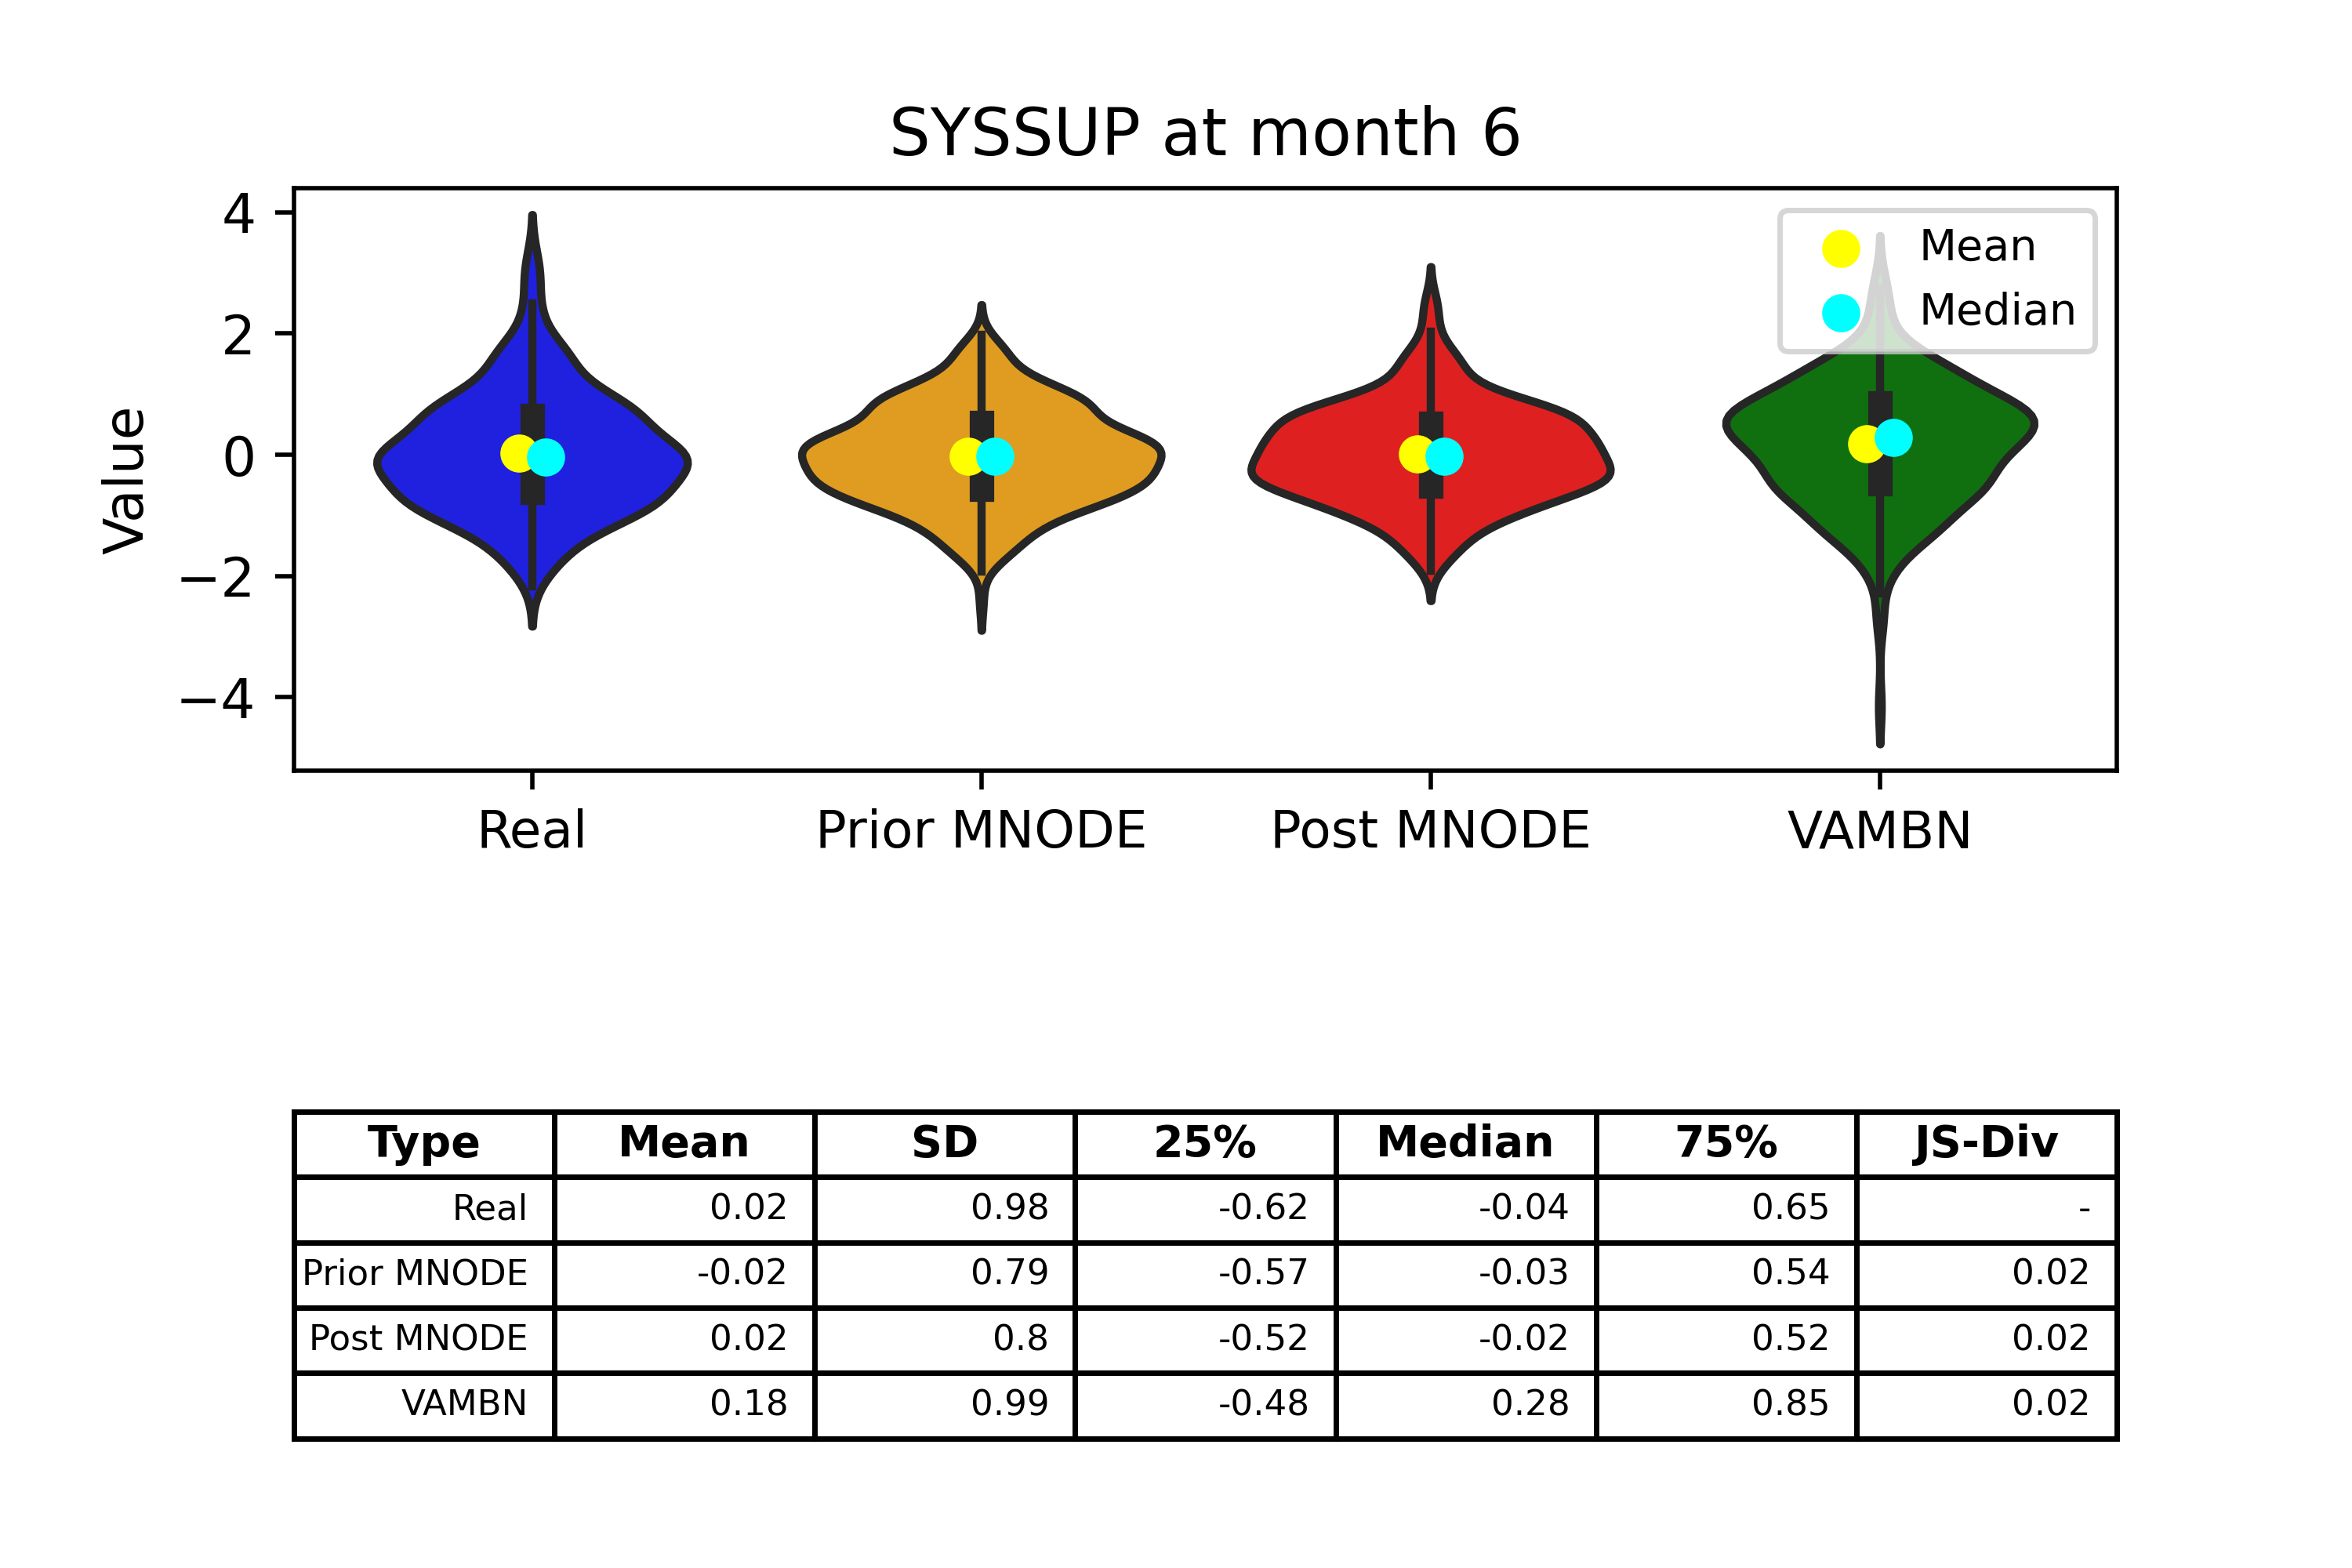 SYSSUP at month 6
Value
4
2
0
−2
−4
Mean
Median
Real Prior MNODE Post MNODE VAMBN
Type Mean SD 25% Median 75% JS-Div
Real 0.02 0.98 -0.62 -0.04 0.65 -
Prior MNODE -0.02 0.79 -0.57 -0.03 0.54 0.02
Post MNODE 0.02 0.8 -0.52 -0.02 0.52 0.02
VAMBN 0.18 0.99 -0.48 0.28 0.85 0.02